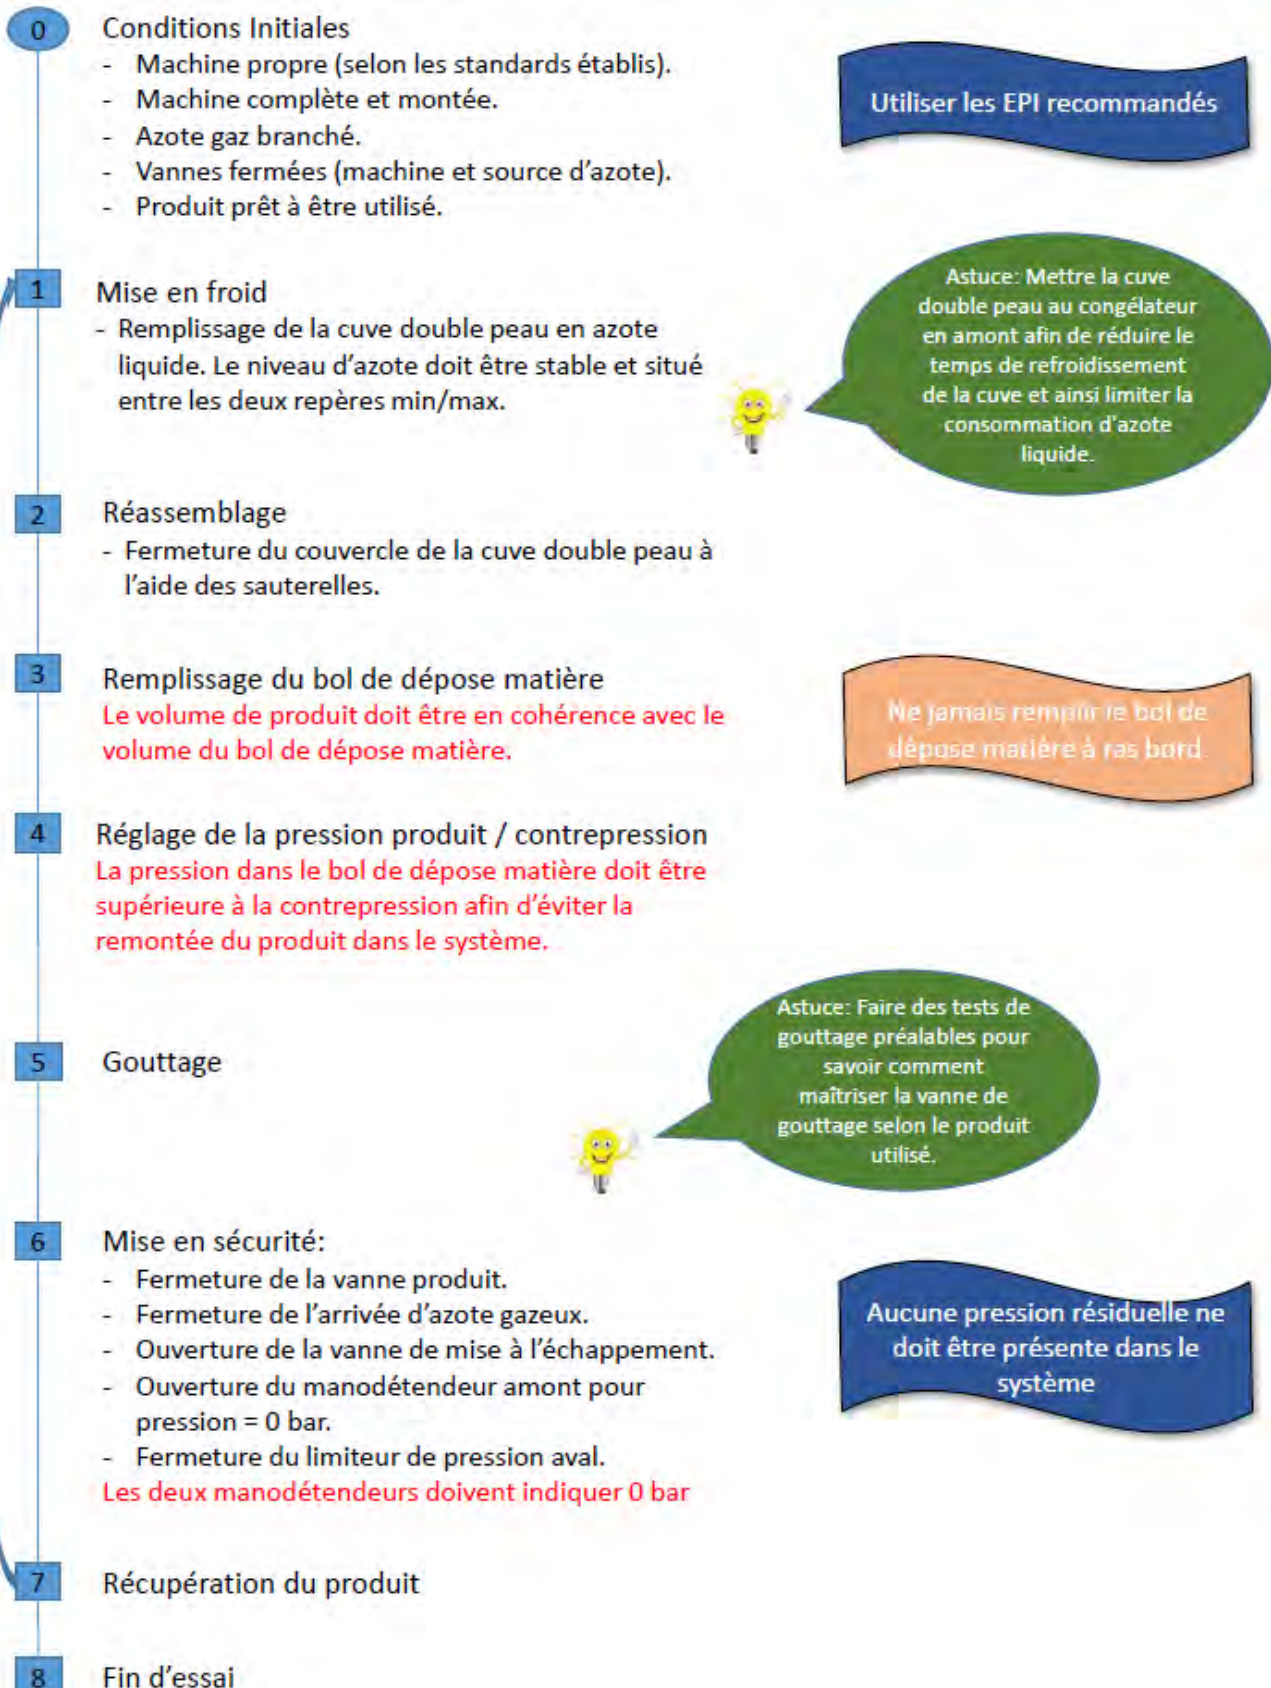 0
Conditions Initiales
- Machine propre (selon les standards établis).
- Machine complète et montée.
- Azote gaz branché.
- Vannes fermées (machine et source d'azote).
- Produit prêt à être utilisé.
Utiliser les EPI recommandés
1
Mise en froid
- Remplissage de la cuve double peau en azote
liquide. Le niveau d'azote doit être stable et situé
entre les deux repères min/max.
Astuce: Mettre la cuve
double peau au congélateur
en amont afin de réduire le
temps de refroidissement
de la cuve et ainsi limiter la
consommation d'azote
liquide.
2
Réassemblage
- Fermeture du couvercle de la cuve double peau à
l'aide des sauterelles.
3
Remplissage du bol de dépose matière
Le volume de produit doit être en cohérence avec le
volume du bol de dépose matière.
Ne jamais remplir le bol de
dépose matière à ras bord
4
Réglage de la pression produit / contrepression
La pression dans le bol de dépose matière doit être
supérieure à la contrepression afin d'éviter la
remontée du produit dans le système.
5
Gouttage
Astuce: Faire des tests de
gouttage préalables pour
savoir comment
maîtriser la vanne de
gouttage selon le produit
utilisé.
6
Mise en sécurité:
- Fermeture de la vanne produit.
- Fermeture de l'arrivée d'azote gazeux.
- Ouverture de la vanne de mise à l'échappement.
- Ouverture du manodétendeur amont pour
pression = 0 bar.
- Fermeture du limiteur de pression aval.
Les deux manodétendeurs doivent indiquer 0 bar
Aucune pression résiduelle ne
doit être présente dans le
système
7
Récupération du produit
8
Fin d'essai